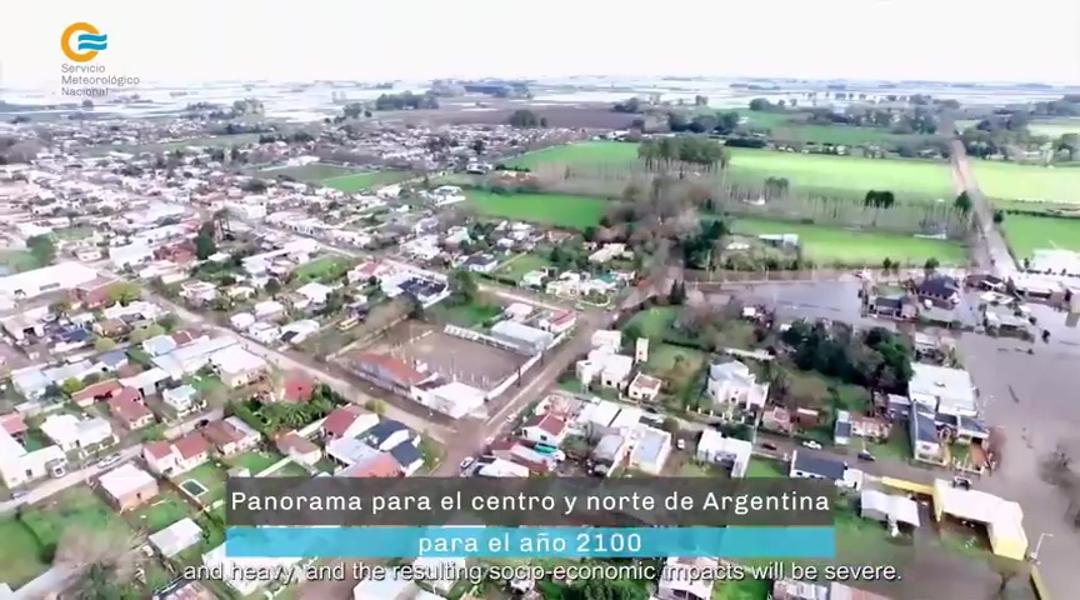 Servicio
Meteorológico
Nacional
Panorama para el centro y norte de Argentina
para el año 2100
and heavy, and the resulting socio-economic impacts will be severe.